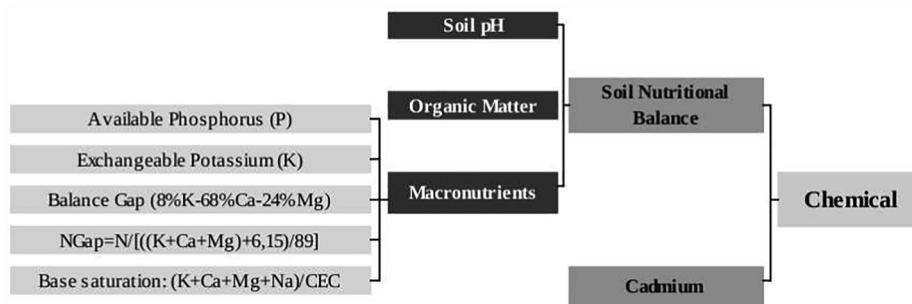 Soil pH
Organic Matter
Macronutrients
Available Phosphorus (P)
Exchangeable Potassium (K)
Balance Gap (8%K-68%Ca-24%Mg)
NGap=N/[((K+Ca+Mg)+6,15)/89]
Base saturation: (K+Ca+Mg+Na)/CEC
Soil Nutritional
Balance
Cadmium
Chemical